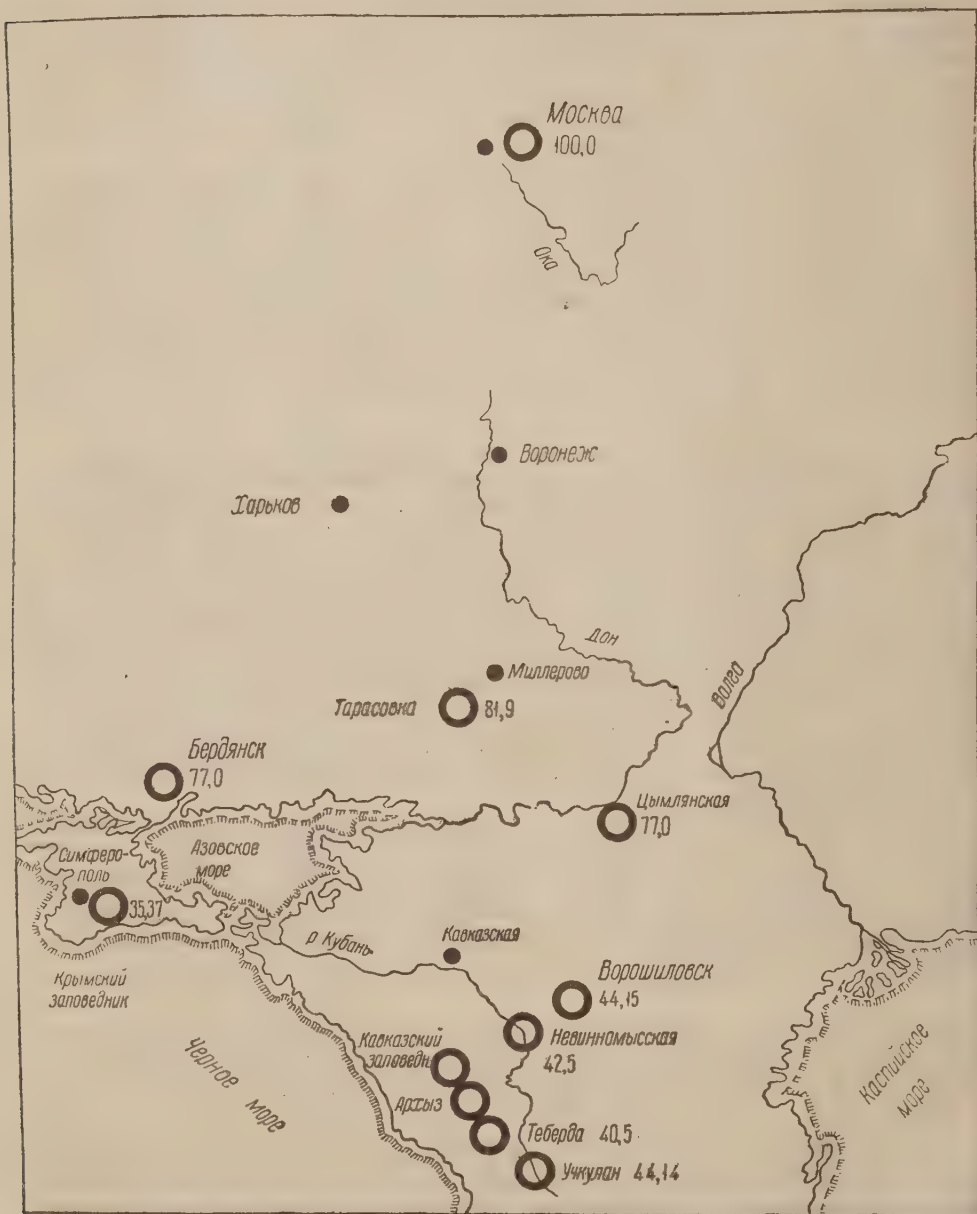 Москва
100,0
Ока
Воронеж
Харьков
Дон
Миллерово
Волга
Тарасовка 81,9
Бердянск
77,0
Цымлянская
77,0
Азовское
море
Симферо-
поль
35,37
Крымский
заповедник
р Кубань
Кавказская
Ворошиловск
44,15
Невинномысская
42,5
Кавказский
заповедн.
Архыз
Теберда 40,5
Учкулан 44,14
Черное
море
Каспийское
море